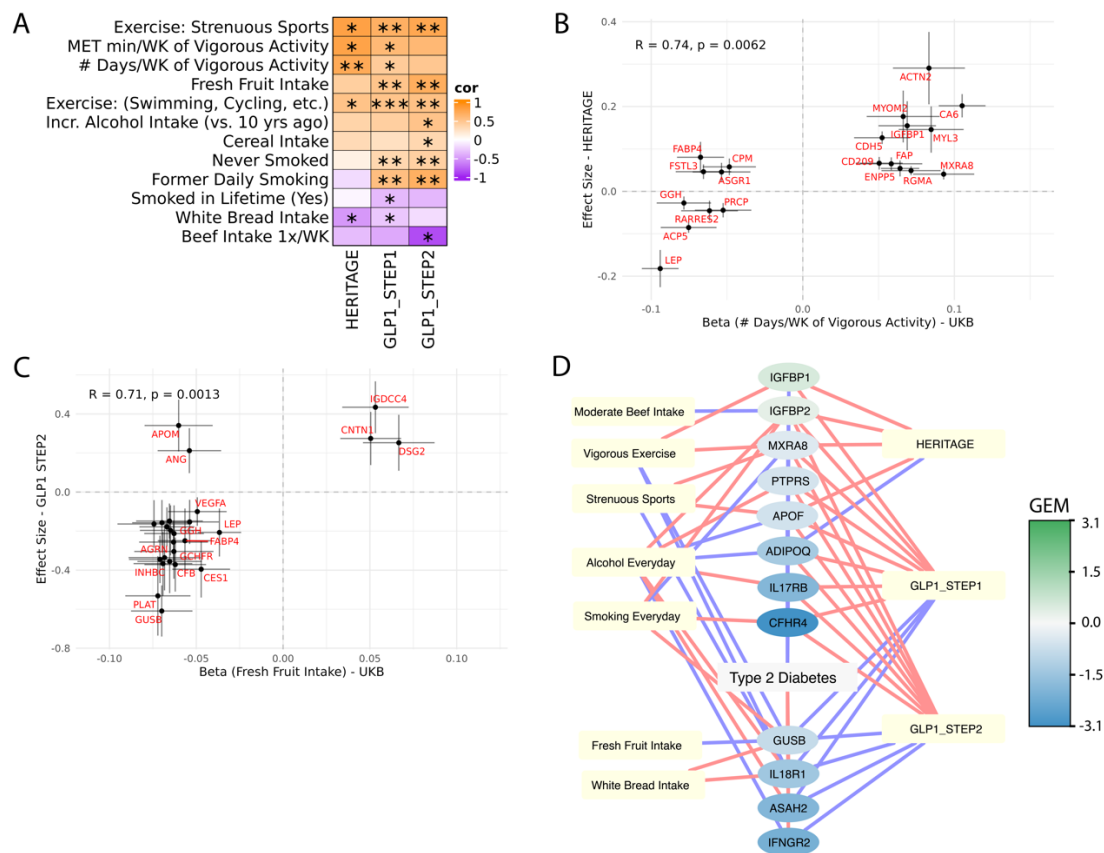 A
Exercise: Strenuous Sports * ** **
MET min/WK of Vigorous Activity * *
# Days/WK of Vigorous Activity ** *
Fresh Fruit Intake ** **
Exercise: (Swimming, Cycling, etc.) * *** **
Incr. Alcohol Intake (vs. 10 yrs ago) *
Cereal Intake *
Never Smoked ** **
Former Daily Smoking ** **
Smoked in Lifetime (Yes) *
White Bread Intake * *
Beef Intake 1x/WK *
HERITAGE
GLP1_STEP1
GLP1_STEP2
cor
1
0.5
0
-0.5
-1
B
R = 0.74, p = 0.0062
Effect Size - HERITAGE
0.4
0.2
0.0
-0.2
ACTN2
MYOM2
CA6
IGFBP1
CDH5
MYL3
FABP4
CPM
FSTL3
ASGR1
CD209
FAP
MXRA8
ENPP5
RGMA
GGH
PRCP
RARRES2
ACP5
LEP
-0.1
0.0
0.1
Beta (# Days/WK of Vigorous Activity) - UKB
C
R = 0.71, p = 0.0013
Effect Size - GLP1 STEP2
0.4
0.0
-0.4
-0.8
IGDCC4
APOM
CNTN1
DSG2
ANG
VEGFA
LEP
GGH
FABP4
AGRN
GCHFR
INHBC
CFB
CES1
PLAT
GUSB
-0.10
-0.05
0.00
0.05
0.10
Beta (Fresh Fruit Intake) - UKB
D
IGFBP1
Moderate Beef Intake
IGFBP2
Vigorous Exercise
MXRA8
HERITAGE
PTPRS
Strenuous Sports
APOF
ADIPOQ
Alcohol Everyday
IL17RB
GLP1_STEP1
Smoking Everyday
CFHR4
Type 2 Diabetes
GLP1_STEP2
Fresh Fruit Intake
GUSB
IL18R1
White Bread Intake
ASAH2
IFNGR2
GEM
3.1
1.5
0.0
-1.5
-3.1